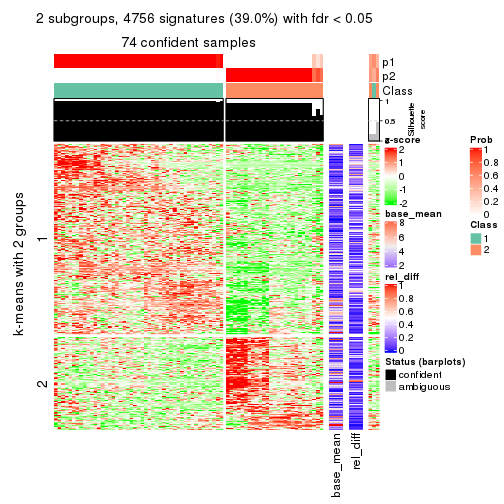 2 subgroups, 4756 signatures (39.0%) with fdr < 0.05
74 confident samples
p1
p2
Class
1
0.5
0
Silhouette
score
k-means with 2 groups
1
2
base_mean
rel_diff
z-score
2
1
0
-1
-2
base_mean
8
6
4
2
rel_diff
1
0.8
0.6
0.4
0.2
0
Status (barplots)
confident
ambiguous
Prob
1
0.8
0.6
0.4
0.2
0
Class
1
2